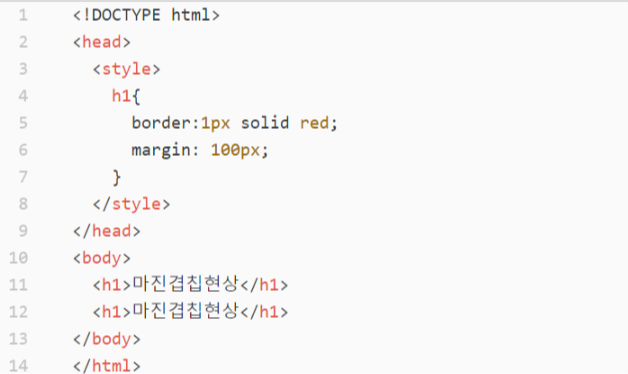 1 <!DOCTYPE html>
2 <head>
3 <style>
4 h1{
5 border:1px solid red;
6 margin: 100px;
7 }
8 </style>
9 </head>
10 <body>
11 <h1>마진겹칩현상</h1>
12 <h1>마진겹칩현상</h1>
13 </body>
14 </html>